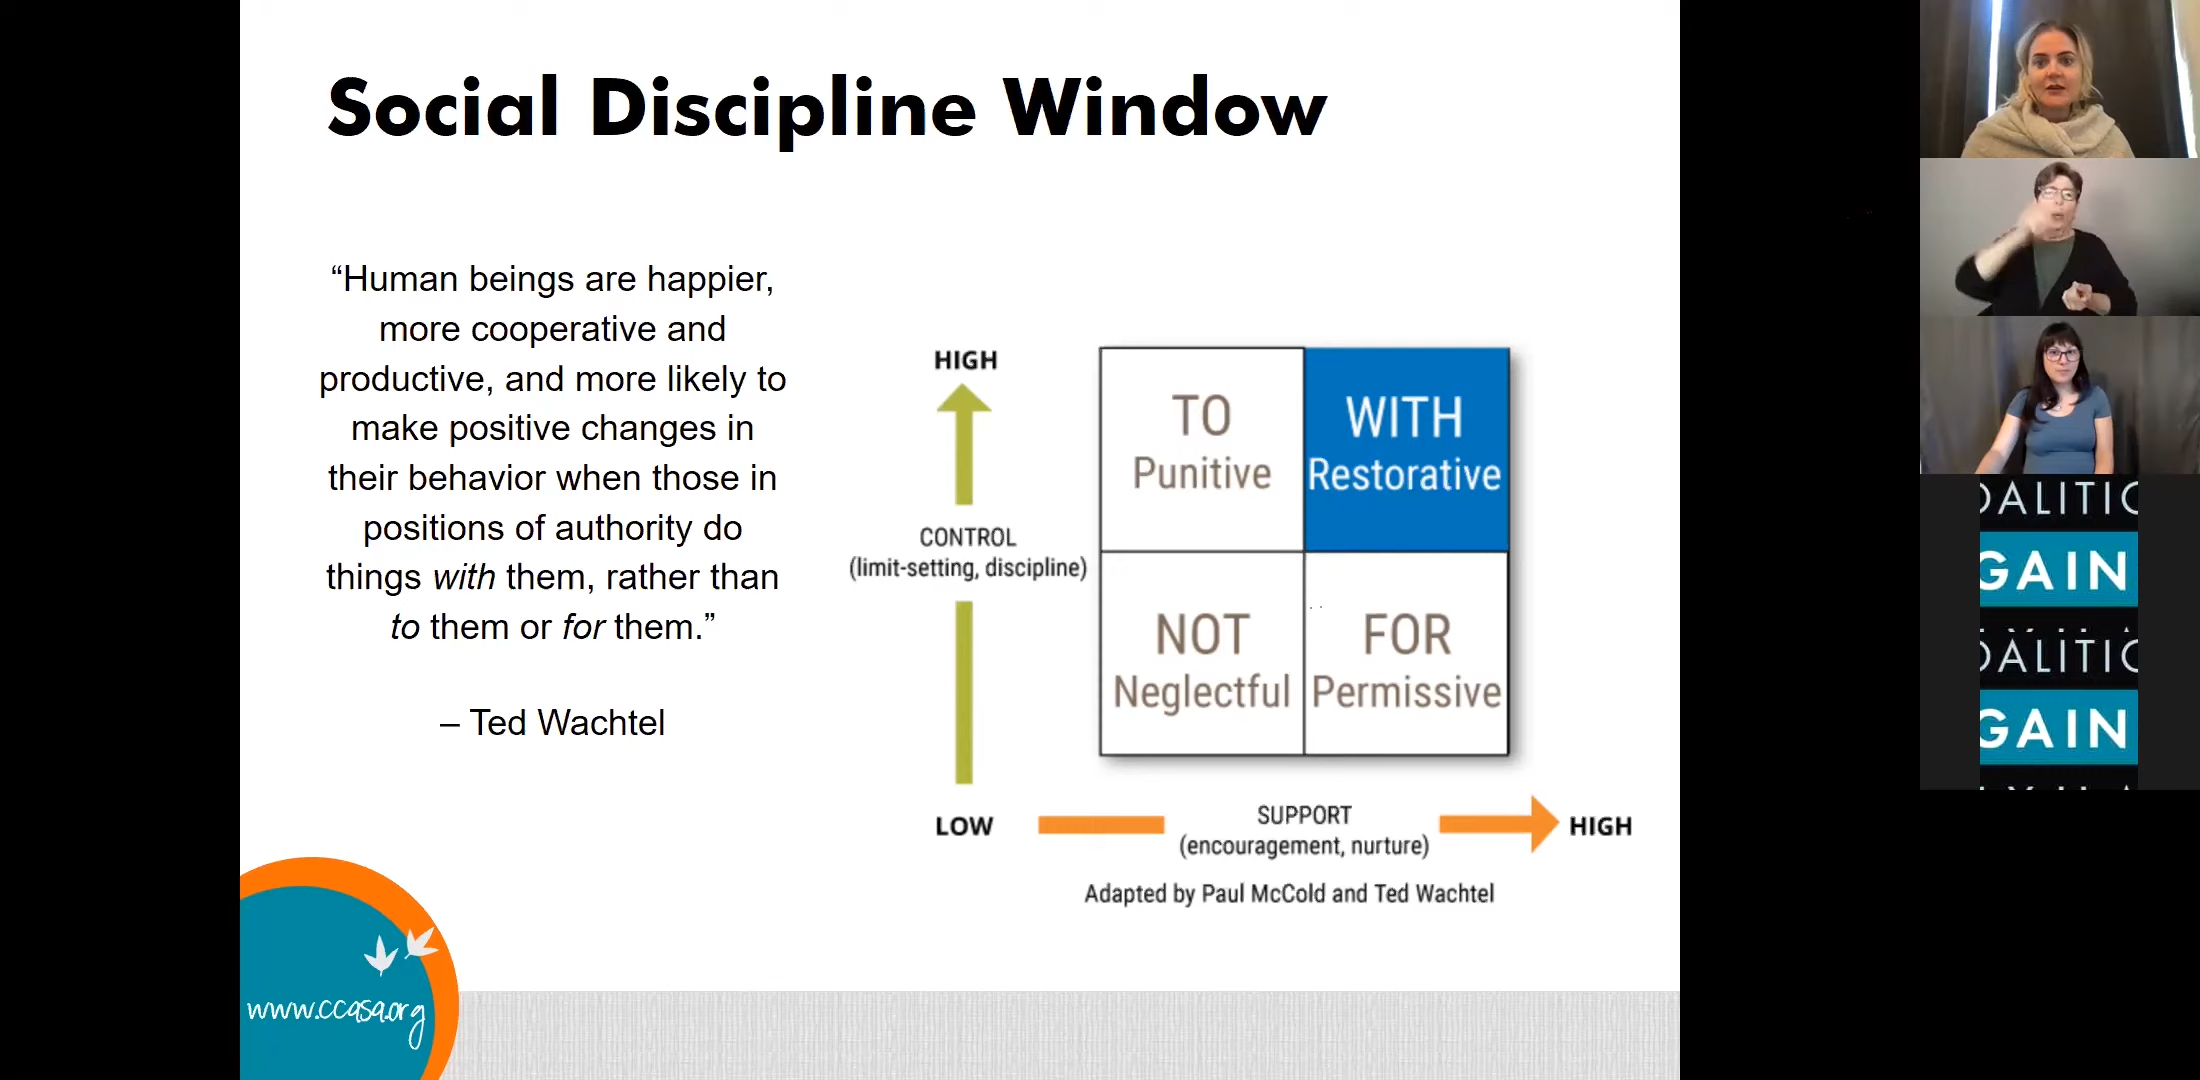 Social Discipline Window
“Human beings are happier,
more cooperative and
productive, and more likely to
make positive changes in
their behavior when those in
positions of authority do
things with them, rather than
to them or for them.”
– Ted Wachtel
HIGH
CONTROL
(limit-setting, discipline)
LOW
TO
Punitive
WITH
Restorative
NOT
Neglectful
FOR
Permissive
SUPPORT
(encouragement, nurture)
HIGH
Adapted by Paul McCold and Ted Wachtel
www.ccasa.org
OALITIC
GAIN
OALITIC
GAIN